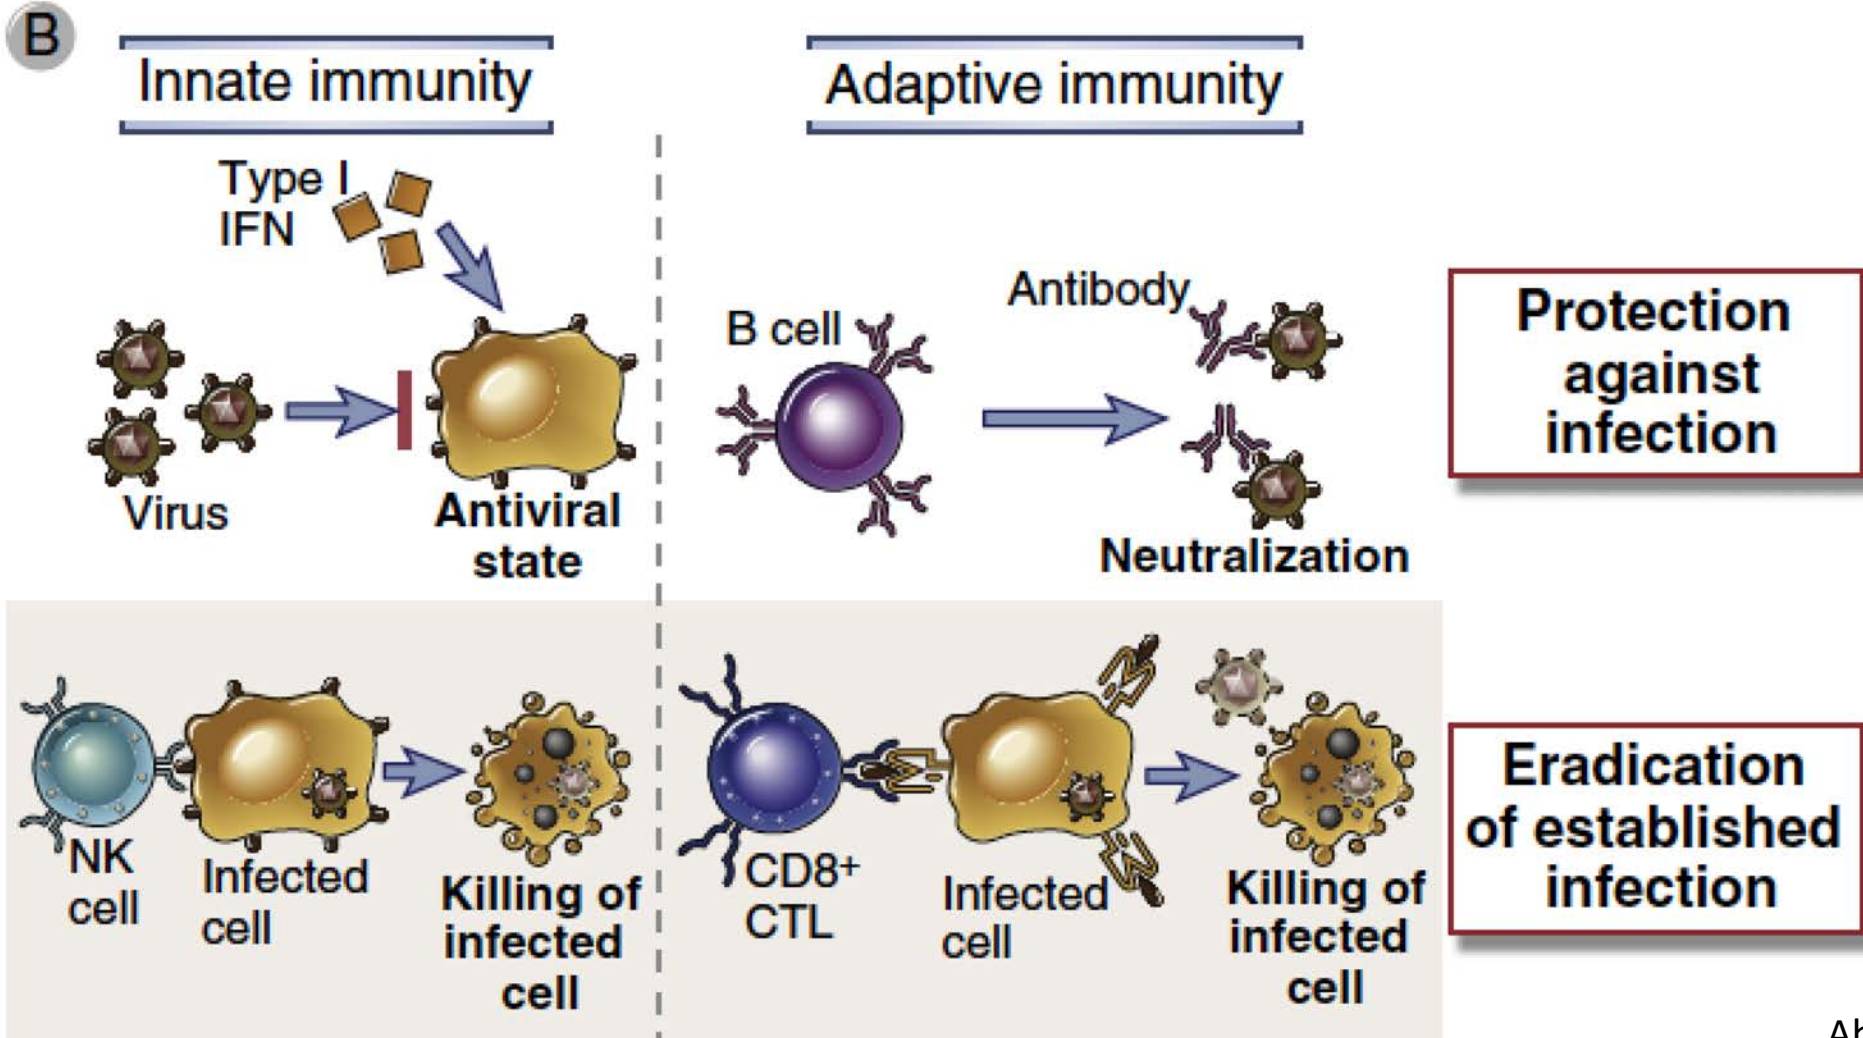 B
Innate immunity
Adaptive immunity
Type I
IFN
Virus
Antiviral
state
B cell
Antibody
Neutralization
Protection
against
infection
NK
cell
Infected
cell
Killing of
infected
cell
CD8+
CTL
Infected
cell
Killing of
infected
cell
Eradication
of established
infection